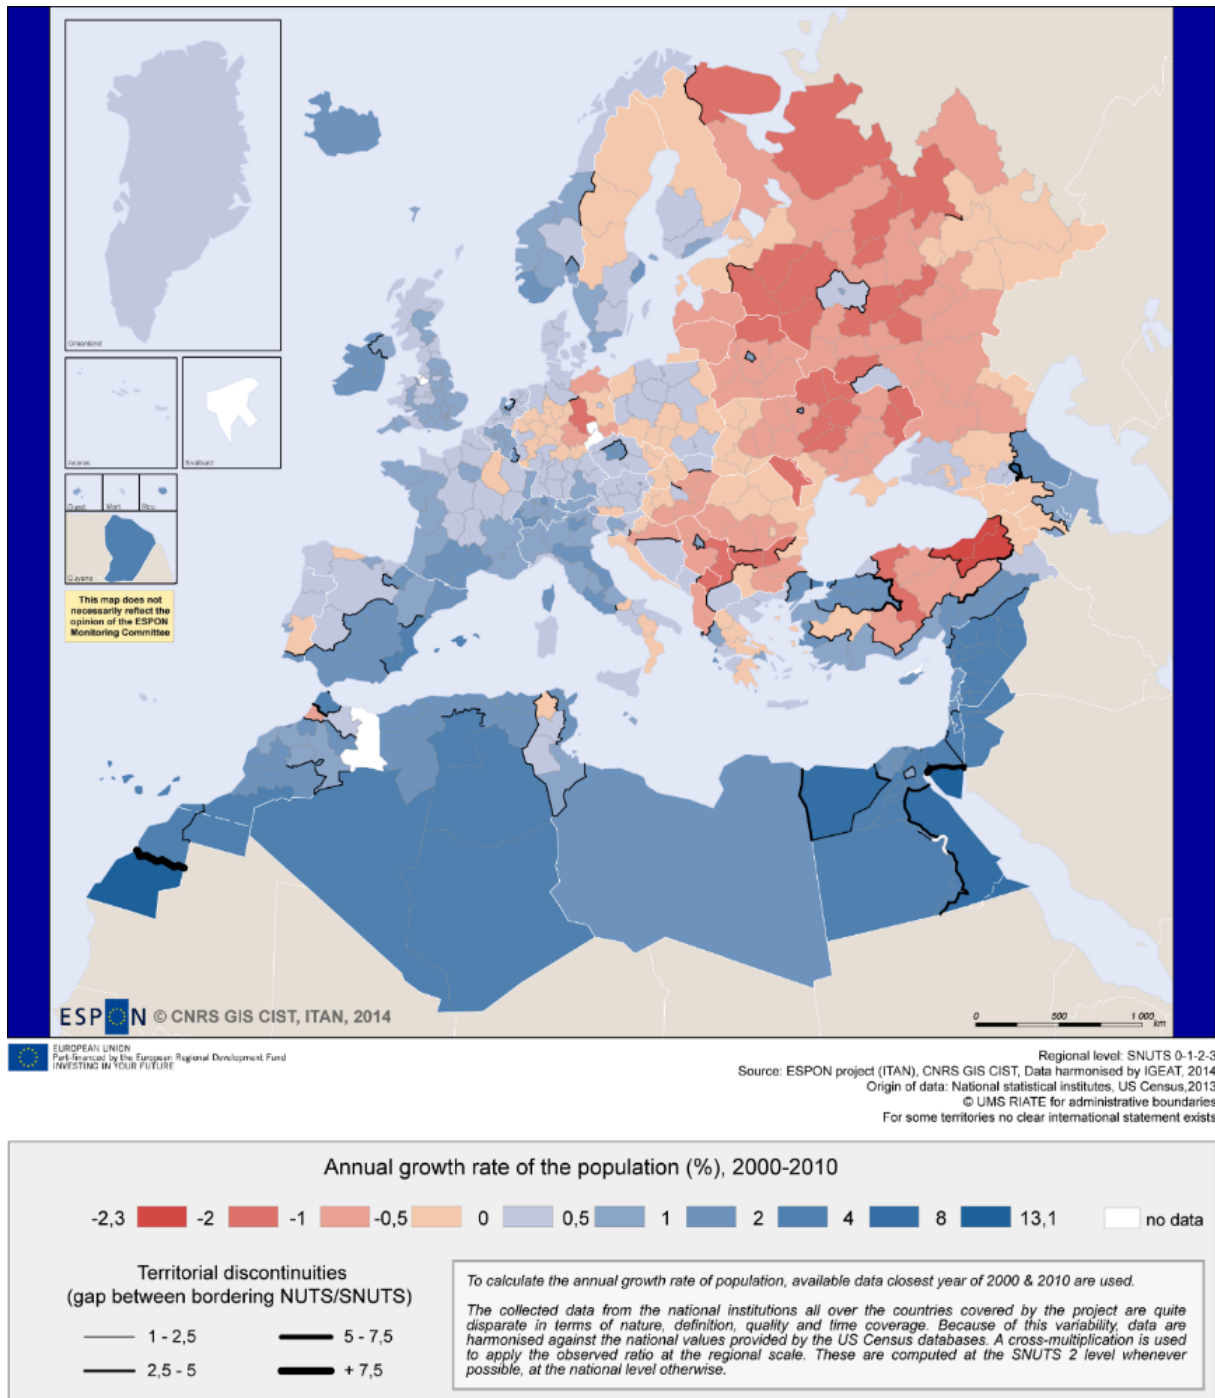 Greenland
Acores
Svalbard
Guad.
Mart.
Reu.
Guyane
This map does not
necessarily reflect the
opinion of the ESPON
Monitoring Committee
ESPON © CNRS GIS CIST, ITAN, 2014
0 500 1 000
km
EUROPEAN UNION
Part-financed by the European Regional Development Fund
INVESTING IN YOUR FUTURE
Regional level: SNUTS 0-1-2-3
Source: ESPON project (ITAN), CNRS GIS CIST, Data harmonised by IGEAT, 2014
Origin of data: National statistical institutes, US Census,2013
© UMS RIATE for administrative boundaries
For some territories no clear international statement exists
Annual growth rate of the population (%), 2000-2010
-2,3 -2 -1 -0,5 0 0,5 1 2 4 8 13,1 no data
Territorial discontinuities
(gap between bordering NUTS/SNUTS)
1 - 2,5 5 - 7,5
2,5 - 5 + 7,5
To calculate the annual growth rate of population, available data closest year of 2000 & 2010 are used.
The collected data from the national institutions all over the countries covered by the project are quite
disparate in terms of nature, definition, quality and time coverage. Because of this variability, data are
harmonised against the national values provided by the US Census databases. A cross-multiplication is used
to apply the observed ratio at the regional scale. These are computed at the SNUTS 2 level whenever
possible, at the national level otherwise.